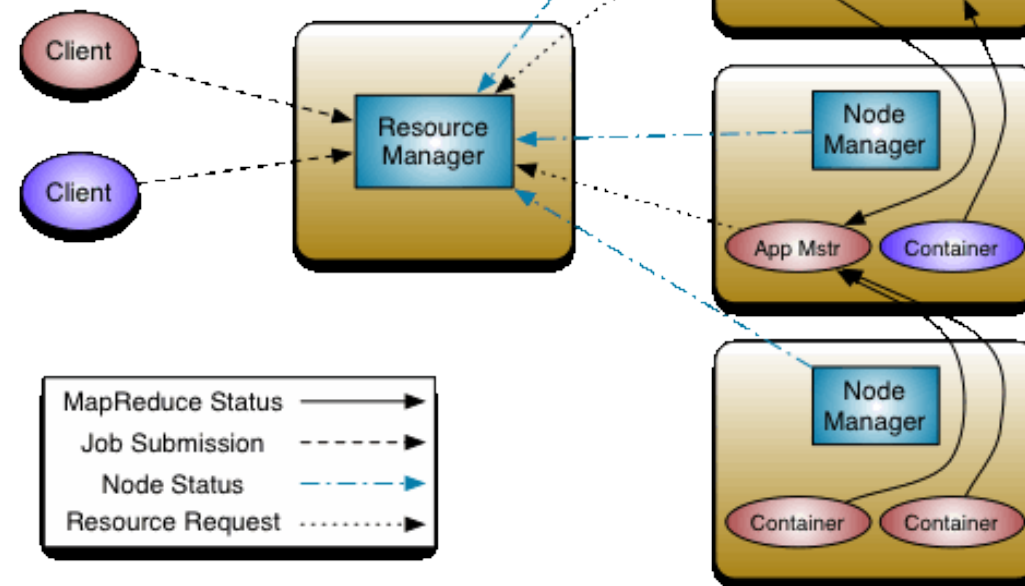 Client
Client
Resource
Manager
Node
Manager
App Mstr
Container
Node
Manager
Container
Container
MapReduce Status
Job Submission
Node Status
Resource Request